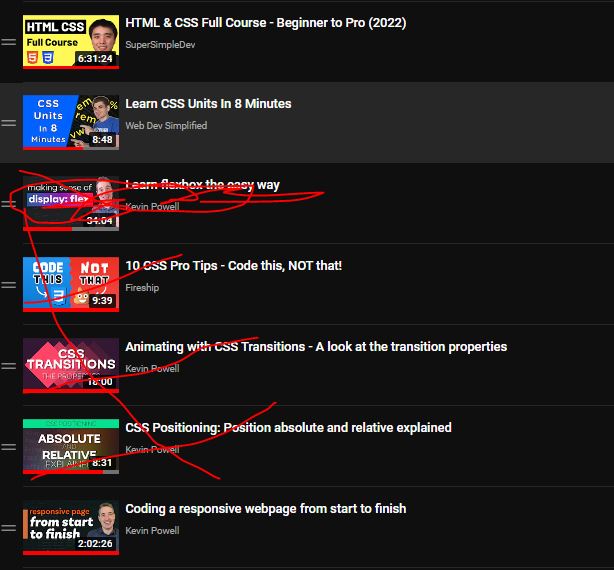 HTML CSS
Full Course
6:31:24
HTML & CSS Full Course - Beginner to Pro (2022)
SuperSimpleDev
CSS
Units
In 8
Minutes
em
%
rem
vw
8:48
Learn CSS Units In 8 Minutes
Web Dev Simplified
making sense of
display: flex
34:04
Learn flexbox the easy way
Kevin Powell
CODE
THIS
NOT
THAT
9:39
10 CSS Pro Tips - Code this, NOT that!
Fireship
CSS
TRANSITIONS
THE PROPERTIES
18:00
Animating with CSS Transitions - A look at the transition properties
Kevin Powell
CSS POSITIONING
ABSOLUTE
AND
RELATIVE
EXPLAINED
8:31
CSS Positioning: Position absolute and relative explained
Kevin Powell
responsive page
from start
to finish
2:02:26
Coding a responsive webpage from start to finish
Kevin Powell